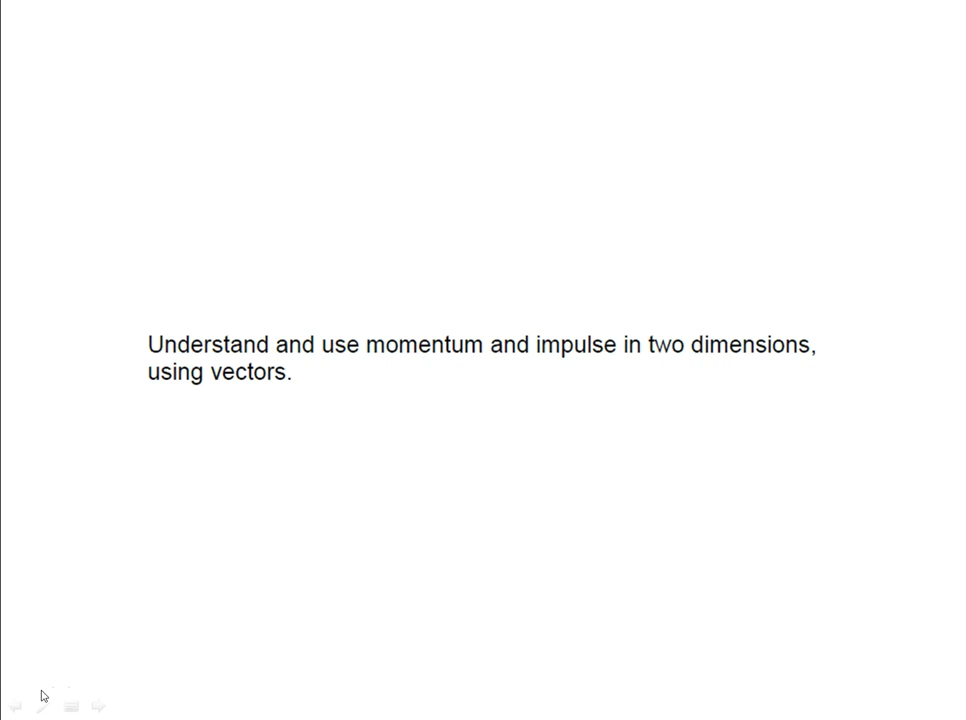 Understand and use momentum and impulse in two dimensions,
using vectors.